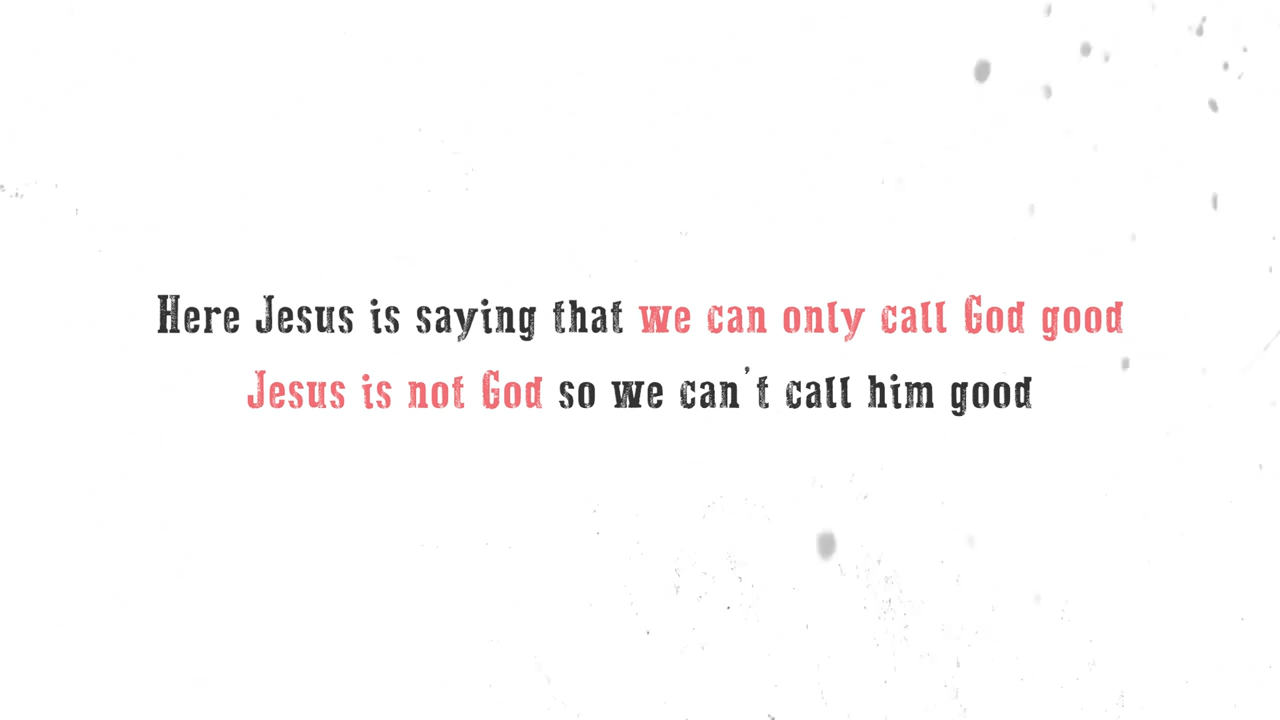 Here Jesus is saying that we can only call God good
Jesus is not God so we can't call him good